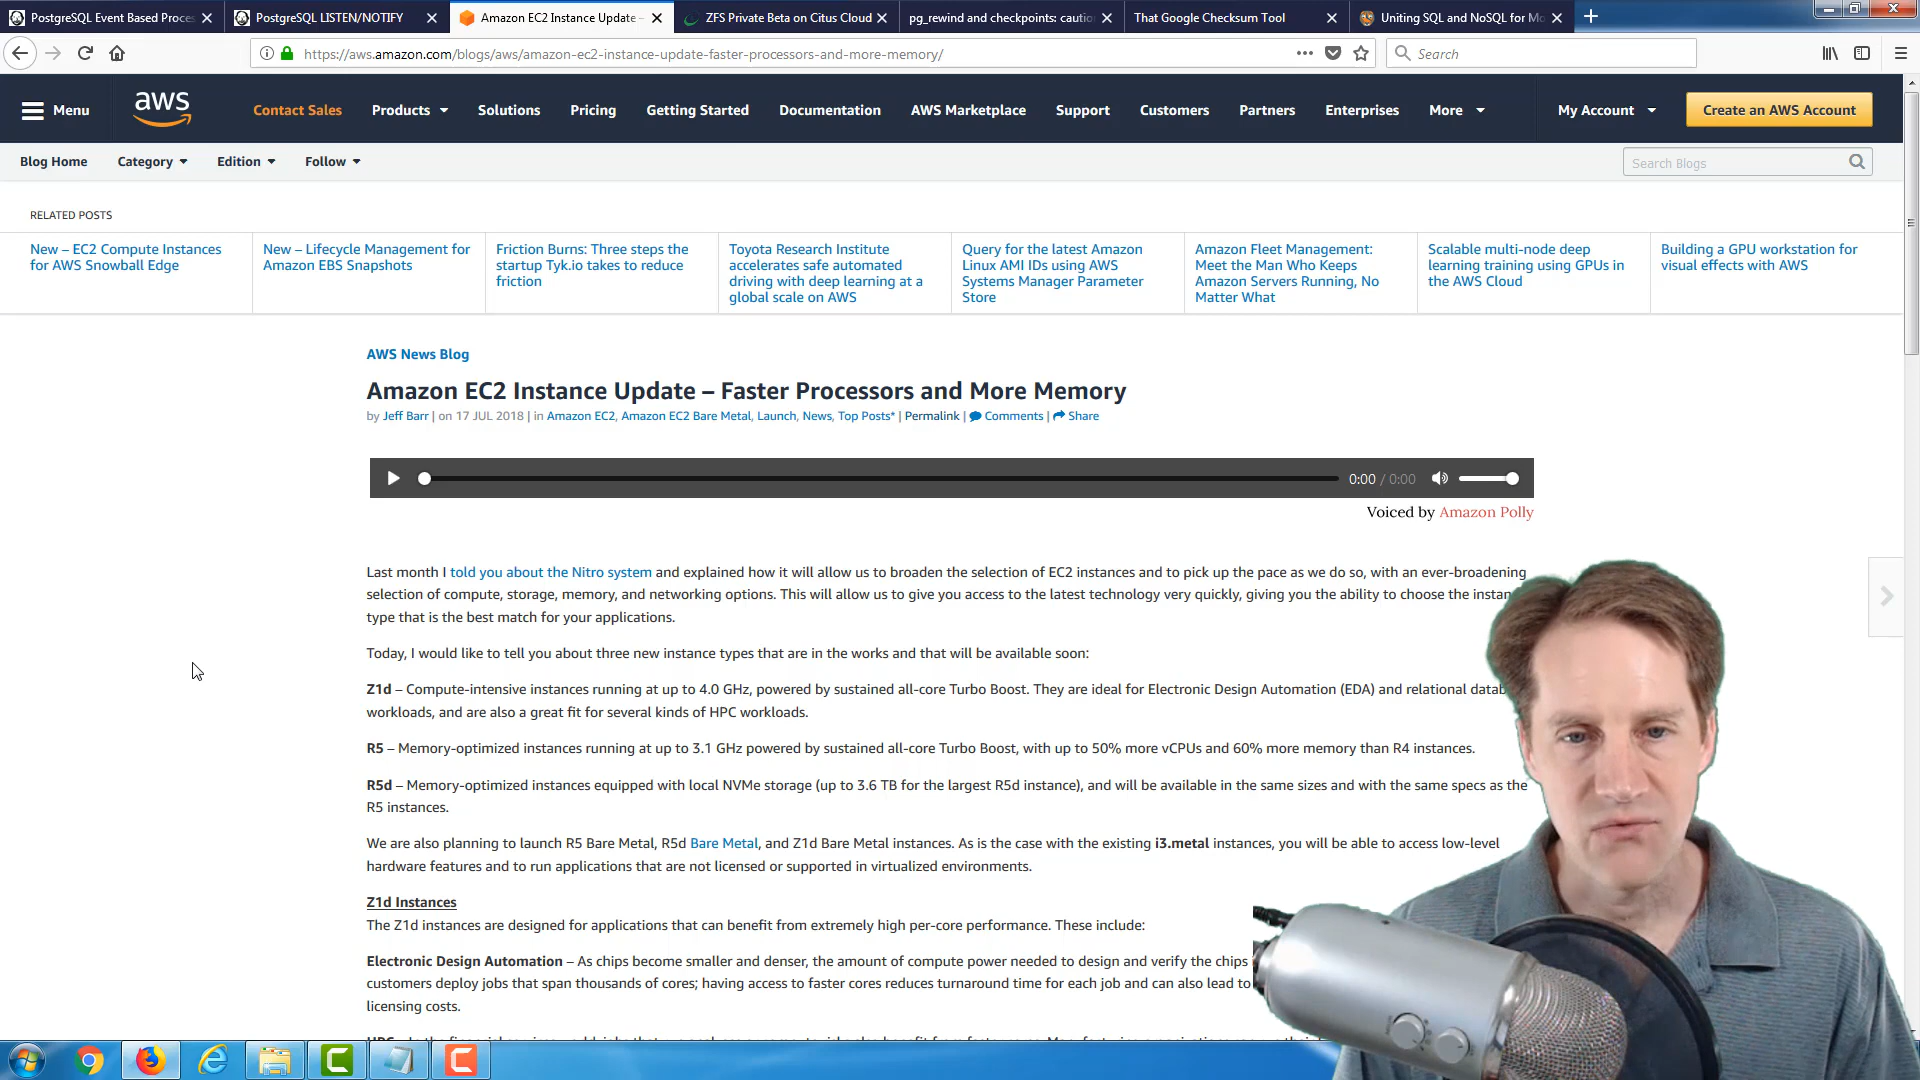 PostgreSQL Event Based Proces
PostgreSQL LISTEN/NOTIFY
Amazon EC2 Instance Update –
ZFS Private Beta on Citus Cloud
pg_rewind and checkpoints: cautio
That Google Checksum Tool
Uniting SQL and NoSQL for Mo
https://aws.amazon.com/blogs/aws/amazon-ec2-instance-update-faster-processors-and-more-memory/
Search
Menu
aws
Contact Sales
Products
Solutions
Pricing
Getting Started
Documentation
AWS Marketplace
Support
Customers
Partners
Enterprises
More
My Account
Create an AWS Account
Blog Home
Category
Edition
Follow
Search Blogs
RELATED POSTS
New – EC2 Compute Instances
for AWS Snowball Edge
New – Lifecycle Management for
Amazon EBS Snapshots
Friction Burns: Three steps the
startup Tyk.io takes to reduce
friction
Toyota Research Institute
accelerates safe automated
driving with deep learning at a
global scale on AWS
Query for the latest Amazon
Linux AMI IDs using AWS
Systems Manager Parameter
Store
Amazon Fleet Management:
Meet the Man Who Keeps
Amazon Servers Running, No
Matter What
Scalable multi-node deep
learning training using GPUs in
the AWS Cloud
Building a GPU workstation for
visual effects with AWS
AWS News Blog
Amazon EC2 Instance Update – Faster Processors and More Memory
by Jeff Barr | on 17 JUL 2018 | in Amazon EC2, Amazon EC2 Bare Metal, Launch, News, Top Posts* | Permalink | Comments | Share
0:00 / 0:00
Voiced by Amazon Polly
Last month I told you about the Nitro system and explained how it will allow us to broaden the selection of EC2 instances and to pick up the pace as we do so, with an ever-broadening
selection of compute, storage, memory, and networking options. This will allow us to give you access to the latest technology very quickly, giving you the ability to choose the instan
type that is the best match for your applications.
Today, I would like to tell you about three new instance types that are in the works and that will be available soon:
Z1d – Compute-intensive instances running at up to 4.0 GHz, powered by sustained all-core Turbo Boost. They are ideal for Electronic Design Automation (EDA) and relational datab
workloads, and are also a great fit for several kinds of HPC workloads.
R5 – Memory-optimized instances running at up to 3.1 GHz powered by sustained all-core Turbo Boost, with up to 50% more vCPUs and 60% more memory than R4 instances.
R5d – Memory-optimized instances equipped with local NVMe storage (up to 3.6 TB for the largest R5d instance), and will be available in the same sizes and with the same specs as the
R5 instances.
We are also planning to launch R5 Bare Metal, R5d Bare Metal, and Z1d Bare Metal instances. As is the case with the existing i3.metal instances, you will be able to access low-level
hardware features and to run applications that are not licensed or supported in virtualized environments.
Z1d Instances
The Z1d instances are designed for applications that can benefit from extremely high per-core performance. These include:
Electronic Design Automation – As chips become smaller and denser, the amount of compute power needed to design and verify the chips
customers deploy jobs that span thousands of cores; having access to faster cores reduces turnaround time for each job and can also lead to
licensing costs.